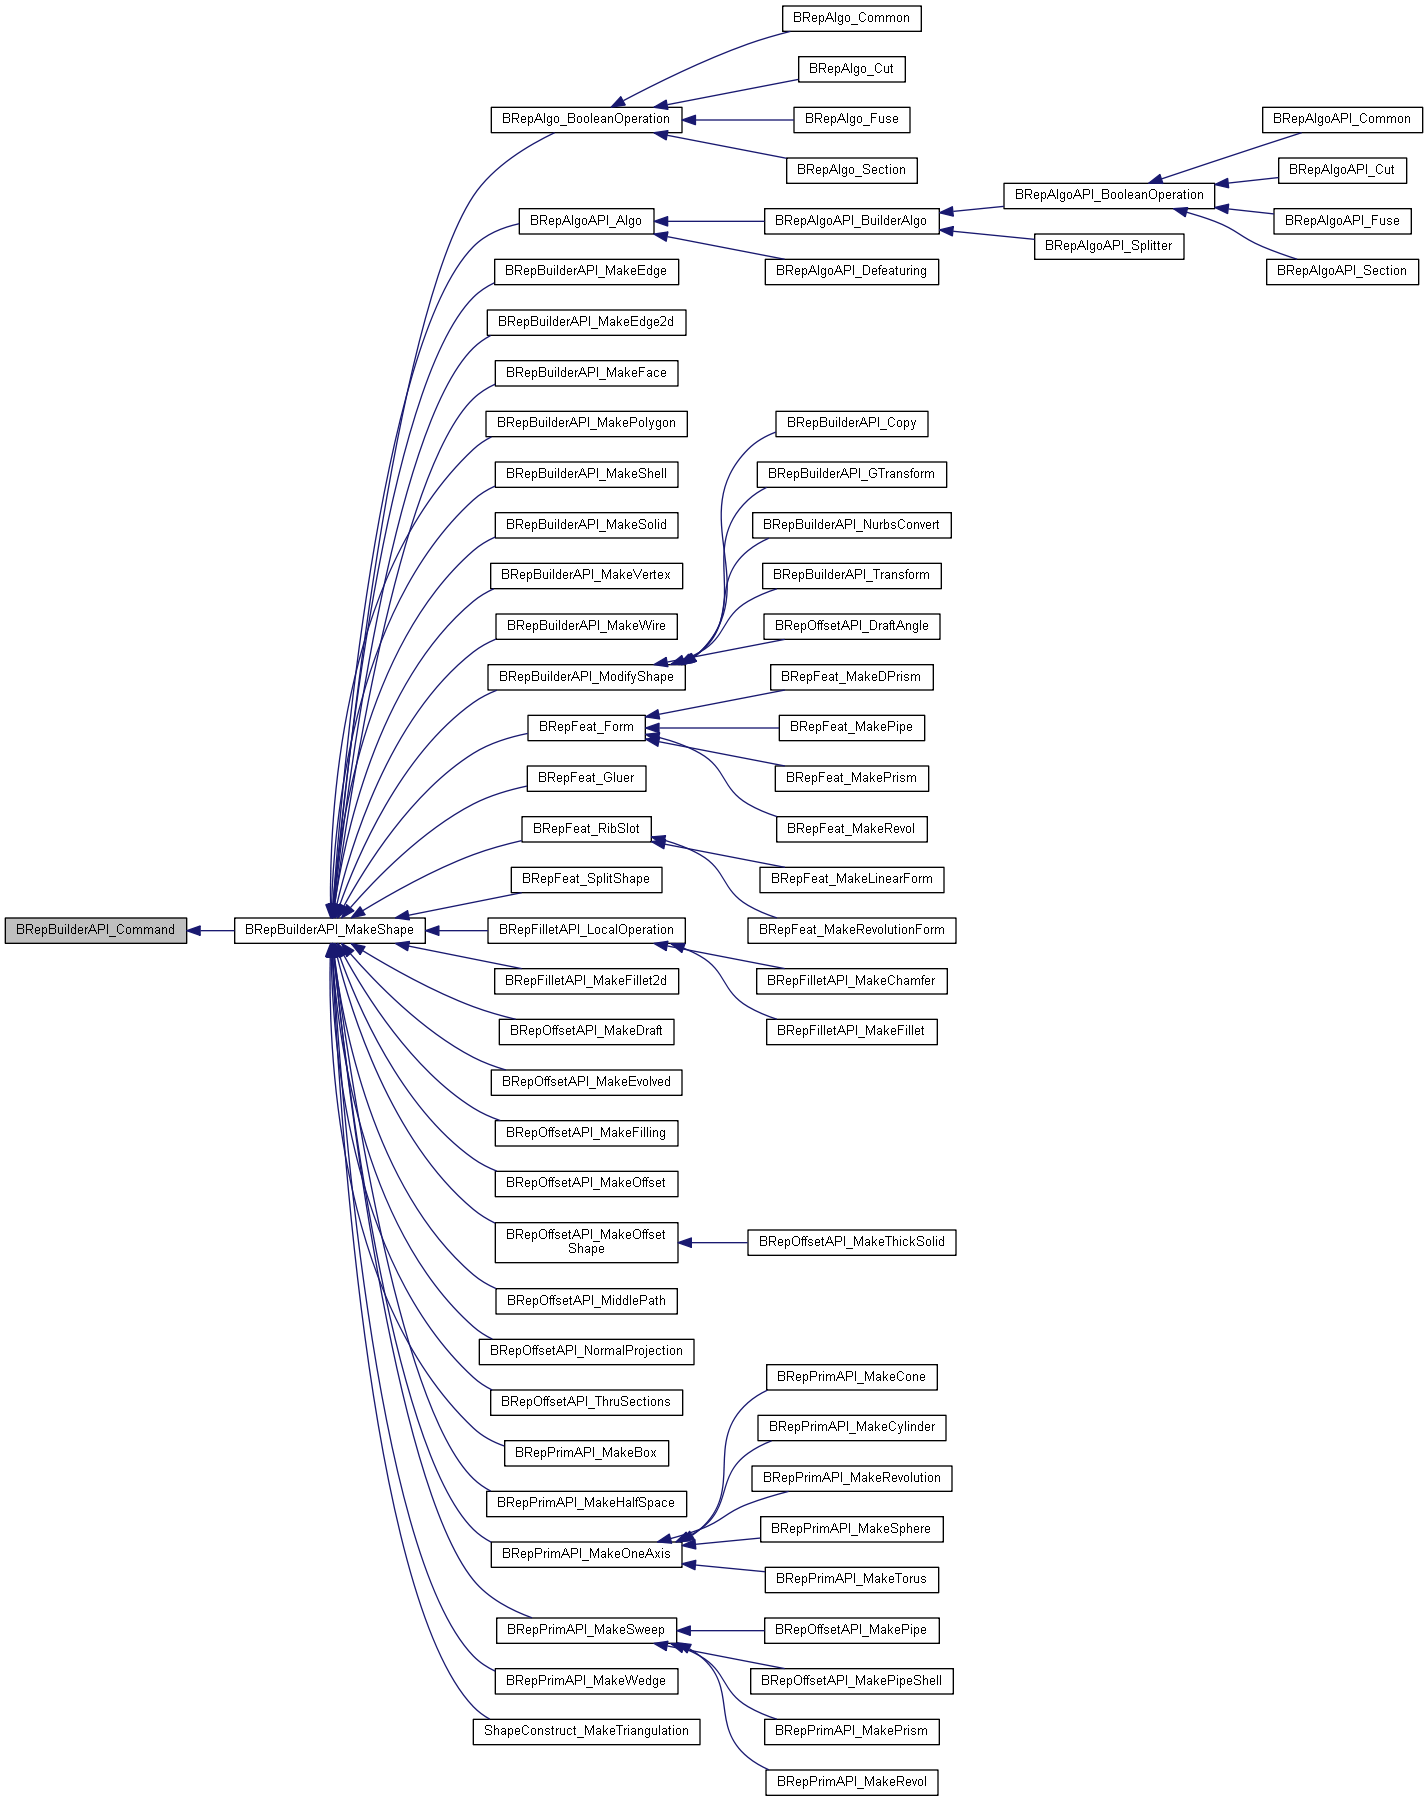 BRepAlgo_Common
BRepAlgo_Cut
BRepAlgo_BooleanOperation
BRepAlgo_Fuse
BRepAlgoAPI_Common
BRepAlgo_Section
BRepAlgoAPI_Cut
BRepAlgoAPI_BooleanOperation
BRepAlgoAPI_Algo
BRepAlgoAPI_BuilderAlgo
BRepAlgoAPI_Fuse
BRepAlgoAPI_Splitter
BRepBuilderAPI_MakeEdge
BRepAlgoAPI_Defeaturing
BRepAlgoAPI_Section
BRepBuilderAPI_MakeEdge2d
BRepBuilderAPI_MakeFace
BRepBuilderAPI_MakePolygon
BRepBuilderAPI_Copy
BRepBuilderAPI_MakeShell
BRepBuilderAPI_GTransform
BRepBuilderAPI_MakeSolid
BRepBuilderAPI_NurbsConvert
BRepBuilderAPI_MakeVertex
BRepBuilderAPI_Transform
BRepBuilderAPI_MakeWire
BRepOffsetAPI_DraftAngle
BRepBuilderAPI_ModifyShape
BRepFeat_MakeDPrism
BRepFeat_Form
BRepFeat_MakePipe
BRepFeat_Gluer
BRepFeat_MakePrism
BRepFeat_RibSlot
BRepFeat_MakeRevol
BRepFeat_SplitShape
BRepFeat_MakeLinearForm
BRepBuilderAPI_Command
BRepBuilderAPI_MakeShape
BRepFilletAPI_LocalOperation
BRepFeat_MakeRevolutionForm
BRepFilletAPI_MakeFillet2d
BRepFilletAPI_MakeChamfer
BRepOffsetAPI_MakeDraft
BRepFilletAPI_MakeFillet
BRepOffsetAPI_MakeEvolved
BRepOffsetAPI_MakeFilling
BRepOffsetAPI_MakeOffset
BRepOffsetAPI_MakeOffset
Shape
BRepOffsetAPI_MakeThickSolid
BRepOffsetAPI_MiddlePath
BRepOffsetAPI_NormalProjection
BRepPrimAPI_MakeCone
BRepOffsetAPI_ThruSections
BRepPrimAPI_MakeCylinder
BRepPrimAPI_MakeBox
BRepPrimAPI_MakeRevolution
BRepPrimAPI_MakeHalfSpace
BRepPrimAPI_MakeSphere
BRepPrimAPI_MakeOneAxis
BRepPrimAPI_MakeTorus
BRepPrimAPI_MakeSweep
BRepOffsetAPI_MakePipe
BRepPrimAPI_MakeWedge
BRepOffsetAPI_MakePipeShell
ShapeConstruct_MakeTriangulation
BRepPrimAPI_MakePrism
BRepPrimAPI_MakeRevol